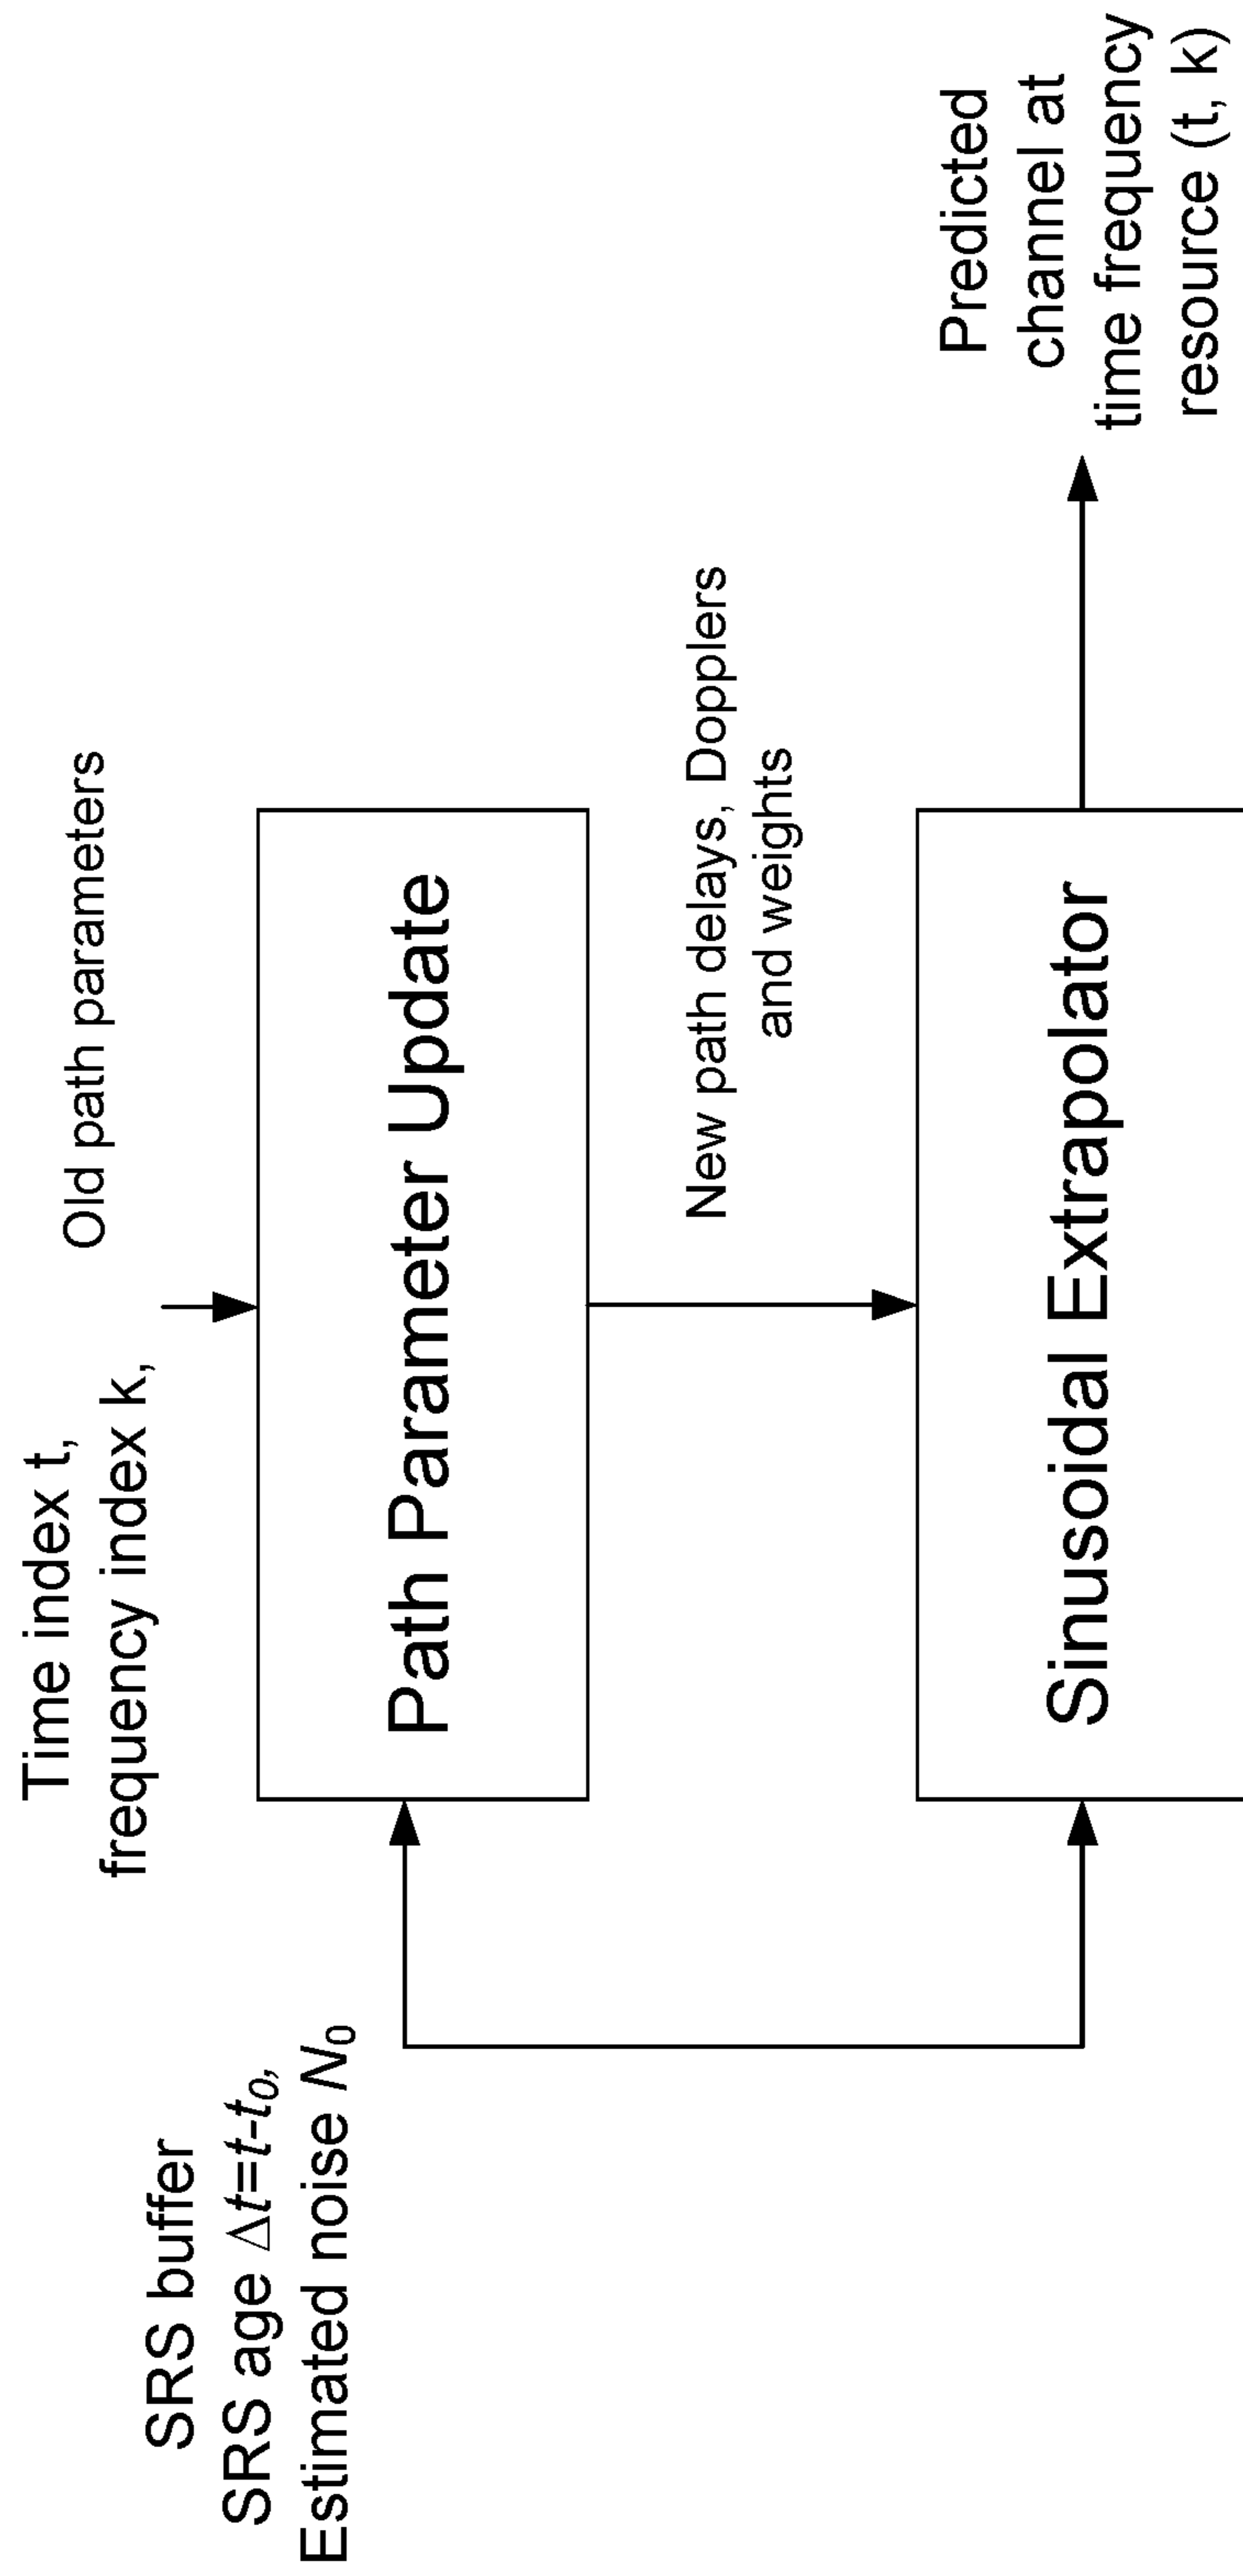 Time index t,
frequency index k,
Old path parameters
SRS buffer
SRS age Δt=t-t₀,
Estimated noise N₀
Path Parameter Update
New path delays, Dopplers
and weights
Sinusoidal Extrapolator
Predicted
channel at
time frequency
resource (t, k)